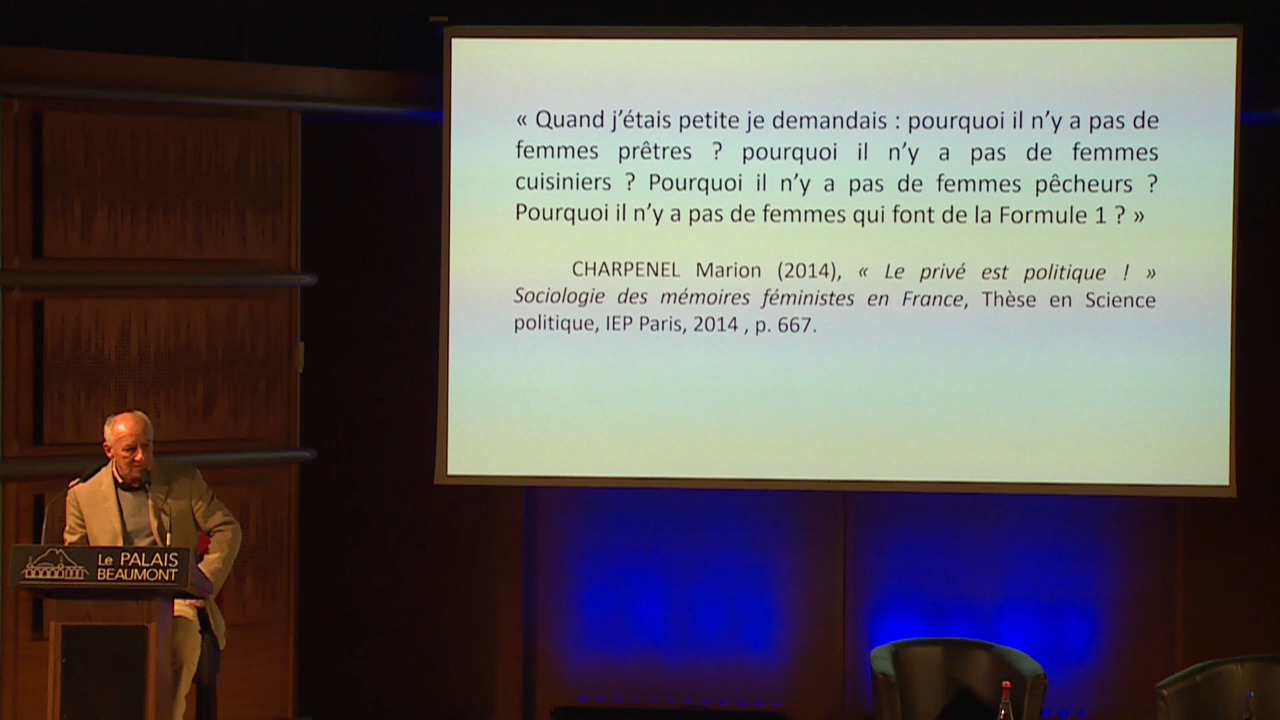 « Quand j'étais petite je demandais : pourquoi il n'y a pas de
femmes prêtres ? pourquoi il n'y a pas de femmes
cuisiniers ? Pourquoi il n'y a pas de femmes pêcheurs ?
Pourquoi il n'y a pas de femmes qui font de la Formule 1 ? »
CHARPENEL Marion (2014), « Le privé est politique ! »
Sociologie des mémoires féministes en France, Thèse en Science
politique, IEP Paris, 2014 , p. 667.
Le PALAIS
BEAUMONT